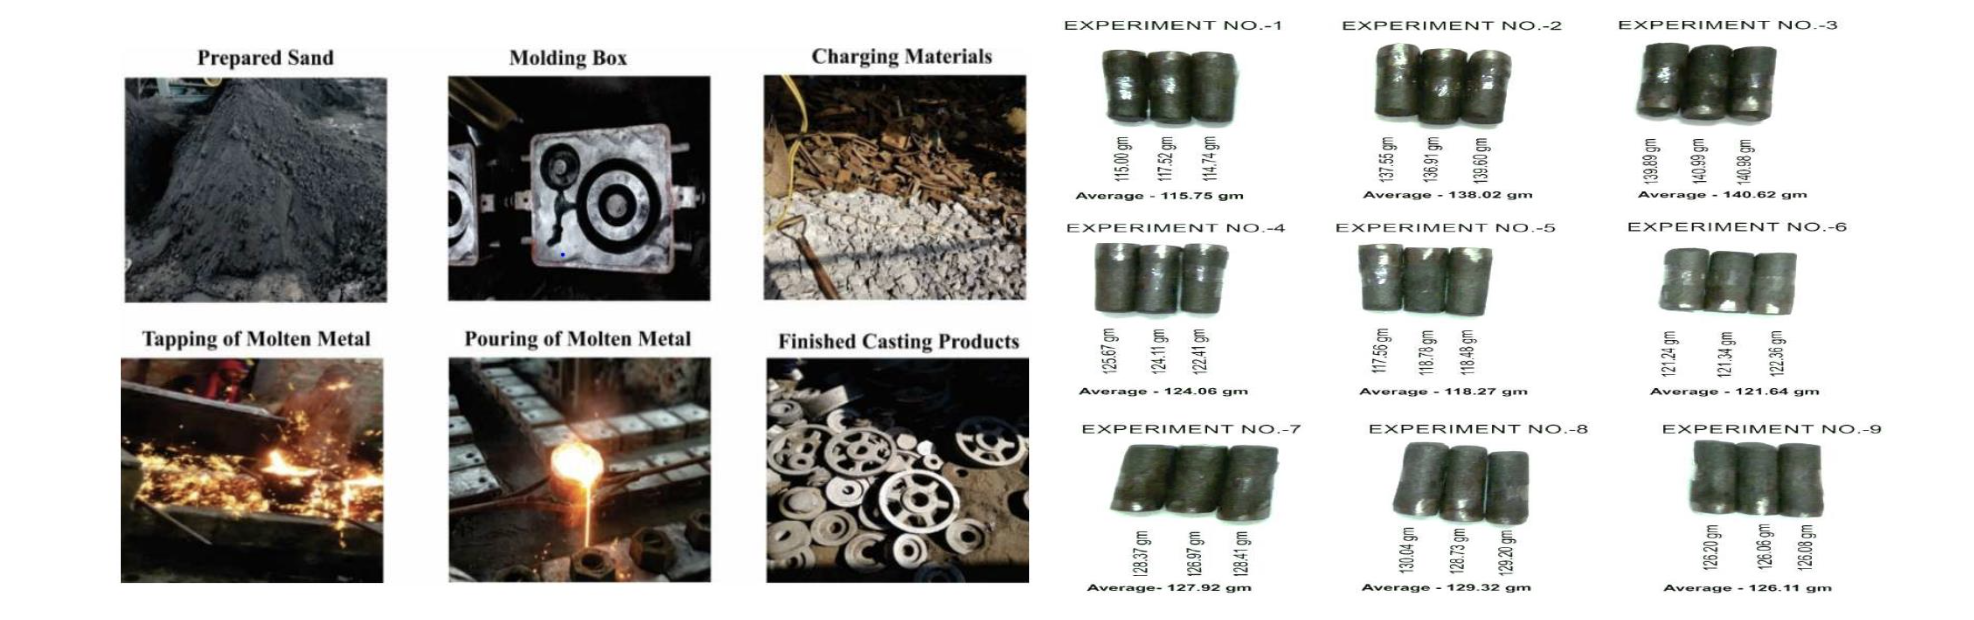 Prepared Sand
Molding Box
Charging Materials
Tapping of Molten Metal
Pouring of Molten Metal
Finished Casting Products
EXPERIMENT NO.-1
115.00 gm
117.52 gm
114.74 gm
Average - 115.75 gm
EXPERIMENT NO.-2
137.55 gm
136.91 gm
139.60 gm
Average - 138.02 gm
EXPERIMENT NO.-3
139.89 gm
140.99 gm
140.98 gm
Average - 140.62 gm
EXPERIMENT NO.-4
125.67 gm
124.11 gm
122.41 gm
Average - 124.06 gm
EXPERIMENT NO.-5
117.56 gm
118.78 gm
118.48 gm
Average - 118.27 gm
EXPERIMENT NO.-6
121.24 gm
121.34 gm
122.36 gm
Average - 121.64 gm
EXPERIMENT NO.-7
128.37 gm
126.97 gm
128.41 gm
Average- 127.92 gm
EXPERIMENT NO.-8
130.04 gm
128.73 gm
129.20 gm
Average - 129.32 gm
EXPERIMENT NO.-9
126.20 gm
126.06 gm
126.08 gm
Average - 126.11 gm